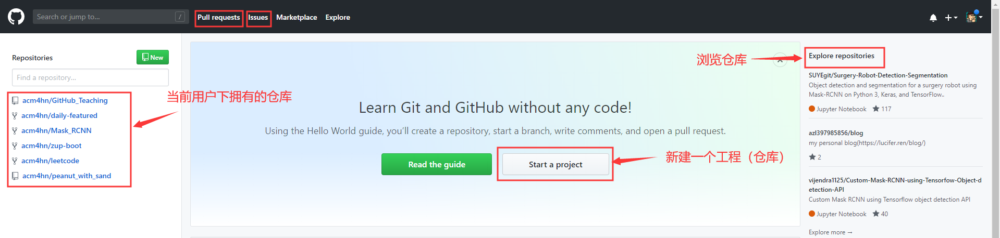 Search or jump to...
/
Pull requests
Issues
Marketplace
Explore
Repositories
New
Find a repository...
acm4hn/GitHub_Teaching
acm4hn/daily-featured
acm4hn/Mask_RCNN
acm4hn/zup-boot
acm4hn/leetcode
acm4hn/peanut_with_sand
当前用户下拥有的仓库
Learn Git and GitHub without any code!
Using the Hello World guide, you’ll create a repository, start a branch, write comments, and open a pull request.
Read the guide
Start a project
新建一个工程（仓库）
浏览仓库
Explore repositories
SUYEgit/Surgery-Robot-Detection-Segmentation
Object detection and segmentation for a surgery robot using
Mask-RCNN on Python 3, Keras, and TensorFlow..
Jupyter Notebook 117
azl397985856/blog
my personal blog(https://lucifer.ren/blog/)
2
vijendra1125/Custom-Mask-RCNN-using-Tensorfow-Object-d
etection-API
Custom Mask RCNN using Tensorflow object detection API
Jupyter Notebook 40
Explore more →